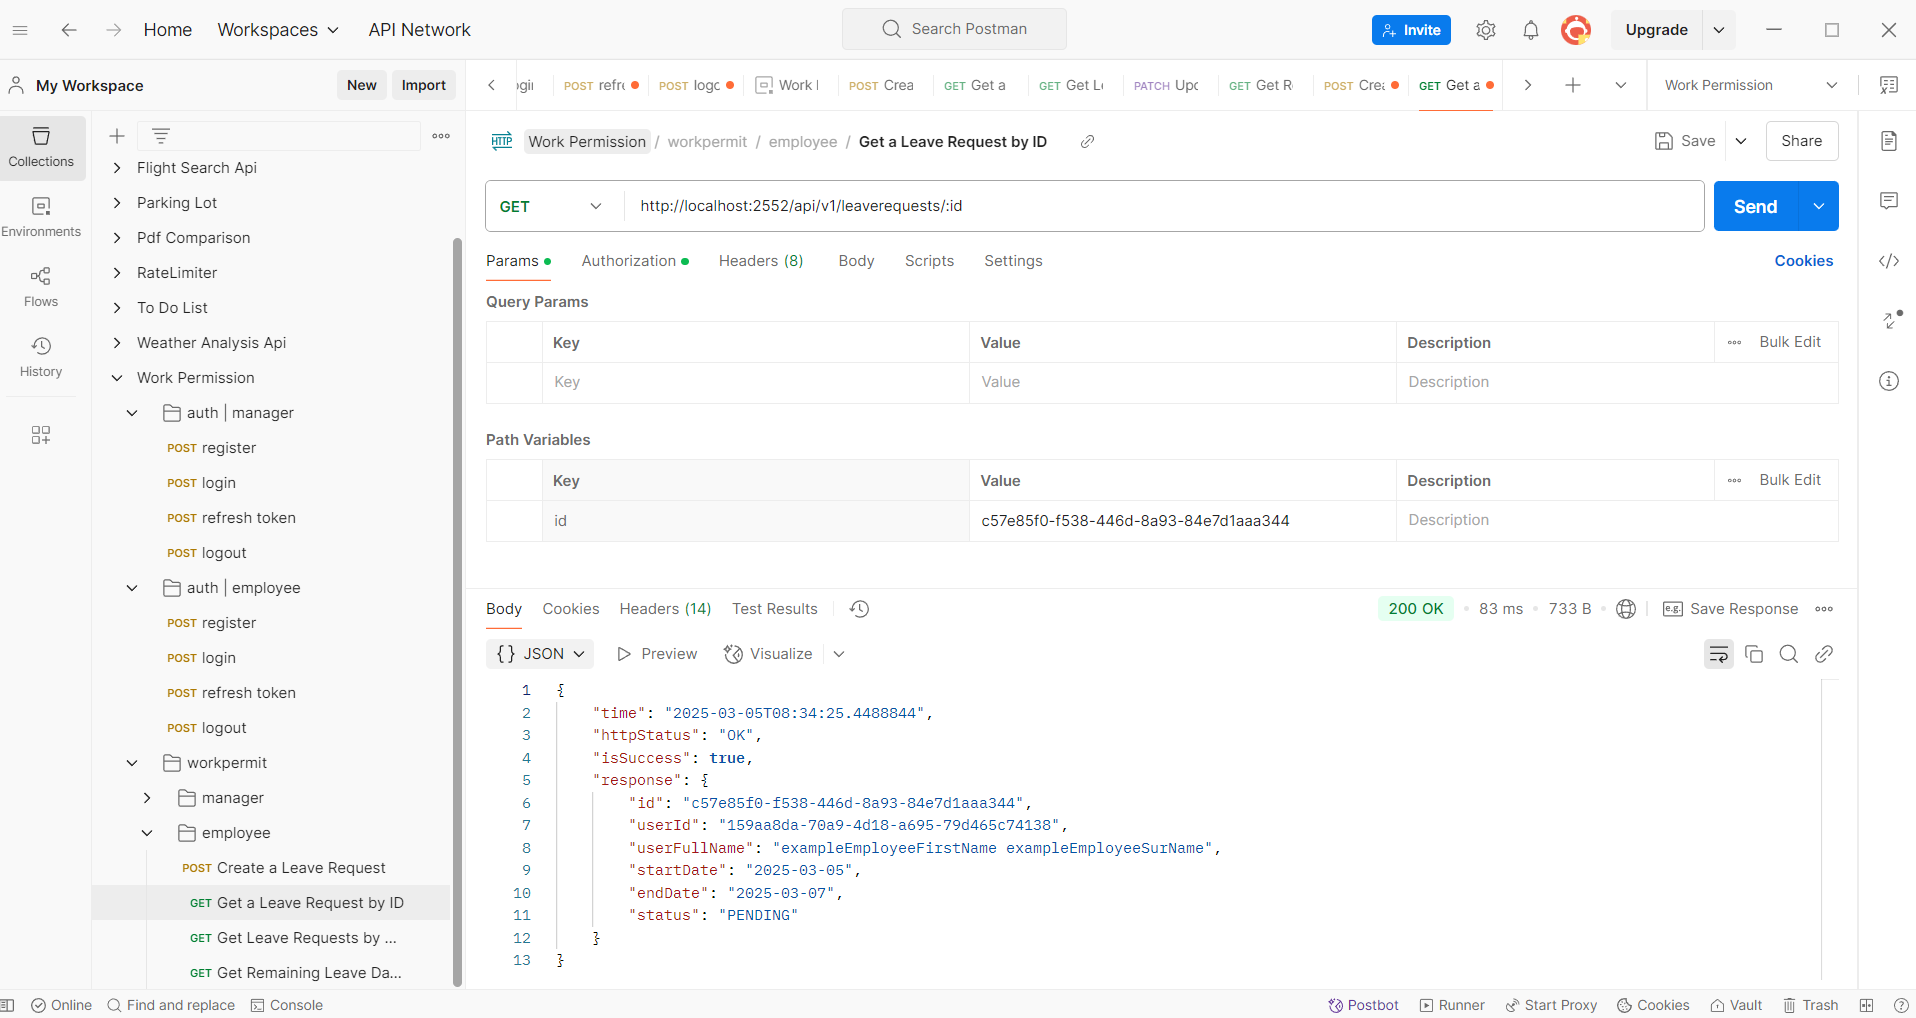 Home Workspaces API Network Search Postman Invite Upgrade
My Workspace New Import
POST refre POST logo Work I POST Crea GET Get a GET Get Le PATCH Upd GET Get R POST Crea GET Get a Work Permission
Collections
Environments
Flows
History
Flight Search Api
Parking Lot
Pdf Comparison
RateLimiter
To Do List
Weather Analysis Api
Work Permission
auth | manager
POST register
POST login
POST refresh token
POST logout
auth | employee
POST register
POST login
POST refresh token
POST logout
workpermit
manager
employee
POST Create a Leave Request
GET Get a Leave Request by ID
GET Get Leave Requests by ...
GET Get Remaining Leave Da...
HTTP Work Permission / workpermit / employee / Get a Leave Request by ID Save Share
GET http://localhost:2552/api/v1/leaverequests/:id Send
Params Authorization Headers (8) Body Scripts Settings Cookies
Query Params
Key Value Description Bulk Edit
Key Value Description
Path Variables
Key Value Description Bulk Edit
id c57e85f0-f538-446d-8a93-84e7d1aaa344 Description
Body Cookies Headers (14) Test Results 200 OK 83 ms 733 B e.g. Save Response
{} JSON Preview Visualize
1 {
2 "time": "2025-03-05T08:34:25.4488844",
3 "httpStatus": "OK",
4 "isSuccess": true,
5 "response": {
6 "id": "c57e85f0-f538-446d-8a93-84e7d1aaa344",
7 "userId": "159aa8da-70a9-4d18-a695-79d465c74138",
8 "userFullName": "exampleEmployeeFirstName exampleEmployeeSurName",
9 "startDate": "2025-03-05",
10 "endDate": "2025-03-07",
11 "status": "PENDING"
12 }
13 }
Online Find and replace Console Postbot Runner Start Proxy Cookies Vault Trash